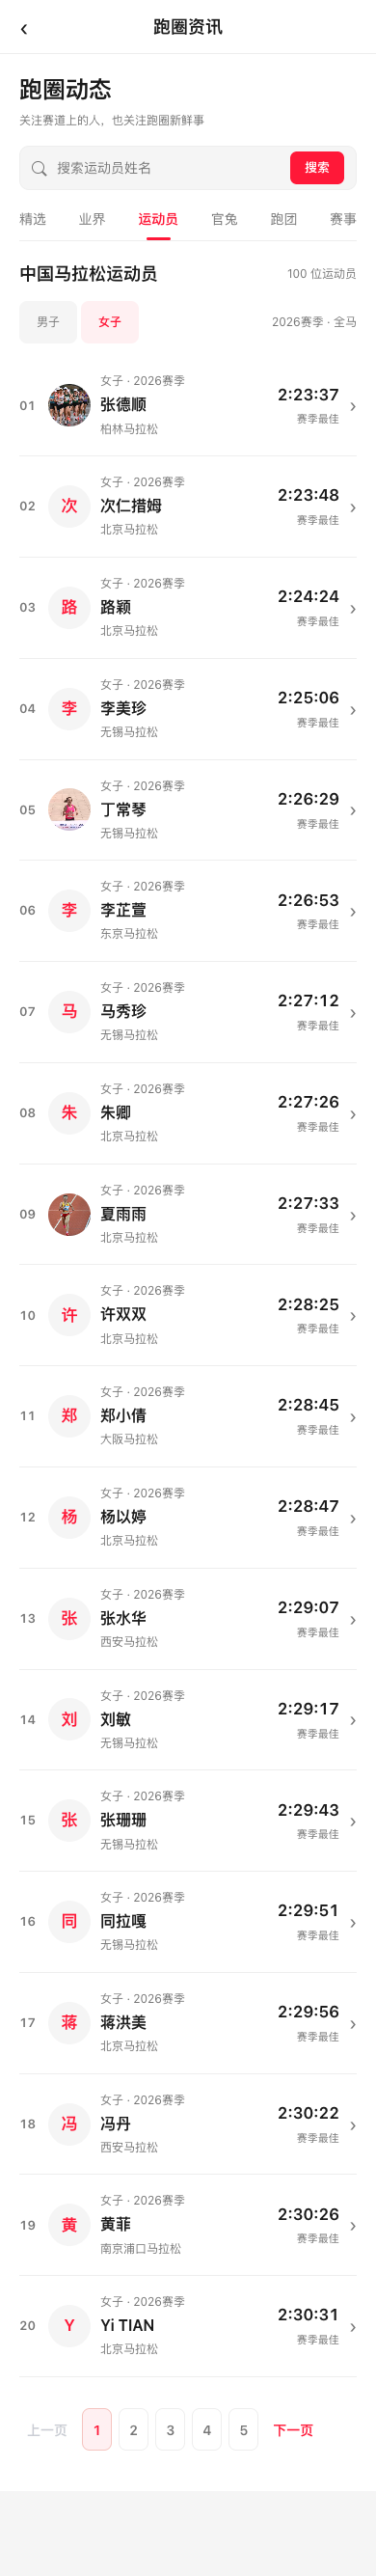 跑圈资讯
跑圈动态
关注赛道上的人，也关注跑圈新鲜事
搜索运动员姓名 搜索
精选 业界 运动员 官兔 跑团 赛事
中国马拉松运动员 100 位运动员
男子 女子 2026赛季 · 全马
女子 · 2026赛季
01 张德顺 2:23:37
柏林马拉松 赛季最佳
女子 · 2026赛季
02 次 次仁措姆 2:23:48
北京马拉松 赛季最佳
女子 · 2026赛季
03 路 路颖 2:24:24
北京马拉松 赛季最佳
女子 · 2026赛季
04 李 李美珍 2:25:06
无锡马拉松 赛季最佳
女子 · 2026赛季
05 丁常琴 2:26:29
无锡马拉松 赛季最佳
女子 · 2026赛季
06 李 李芷萱 2:26:53
东京马拉松 赛季最佳
女子 · 2026赛季
07 马 马秀珍 2:27:12
无锡马拉松 赛季最佳
女子 · 2026赛季
08 朱 朱卿 2:27:26
北京马拉松 赛季最佳
女子 · 2026赛季
09 夏雨雨 2:27:33
北京马拉松 赛季最佳
女子 · 2026赛季
10 许 许双双 2:28:25
北京马拉松 赛季最佳
女子 · 2026赛季
11 郑 郑小倩 2:28:45
大阪马拉松 赛季最佳
女子 · 2026赛季
12 杨 杨以婷 2:28:47
北京马拉松 赛季最佳
女子 · 2026赛季
13 张 张水华 2:29:07
西安马拉松 赛季最佳
女子 · 2026赛季
14 刘 刘敏 2:29:17
无锡马拉松 赛季最佳
女子 · 2026赛季
15 张 张珊珊 2:29:43
无锡马拉松 赛季最佳
女子 · 2026赛季
16 同 同拉嘎 2:29:51
无锡马拉松 赛季最佳
女子 · 2026赛季
17 蒋 蒋洪美 2:29:56
北京马拉松 赛季最佳
女子 · 2026赛季
18 冯 冯丹 2:30:22
西安马拉松 赛季最佳
女子 · 2026赛季
19 黄 黄菲 2:30:26
南京浦口马拉松 赛季最佳
女子 · 2026赛季
20 Y Yi TIAN 2:30:31
北京马拉松 赛季最佳
上一页 1 2 3 4 5 下一页